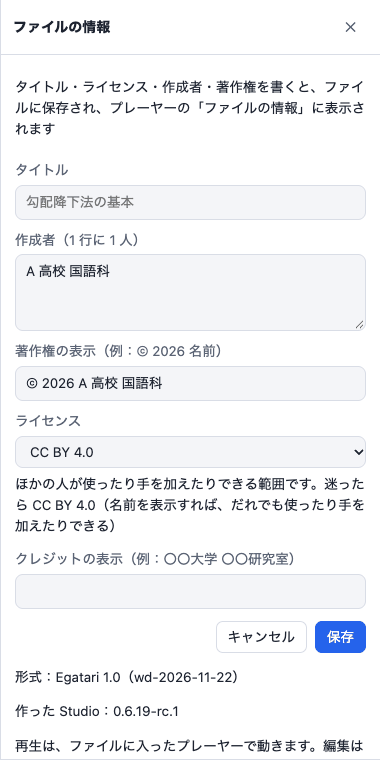 ファイルの情報
タイトル・ライセンス・作成者・著作権を書くと、ファイ
ルに保存され、プレーヤーの「ファイルの情報」に表示さ
れます
タイトル
勾配降下法の基本
作成者（1 行に 1 人）
A 高校 国語科
著作権の表示（例：© 2026 名前）
© 2026 A 高校 国語科
ライセンス
CC BY 4.0
ほかの人が使ったり手を加えたりできる範囲です。迷った
ら CC BY 4.0（名前を表示すれば、だれでも使ったり手を
加えたりできる）
クレジットの表示（例：〇〇大学 〇〇研究室）
キャンセル
保存
形式：Egatari 1.0（wd-2026-11-22）
作った Studio：0.6.19-rc.1
再生は、ファイルに入ったプレーヤーで動きます。編集は